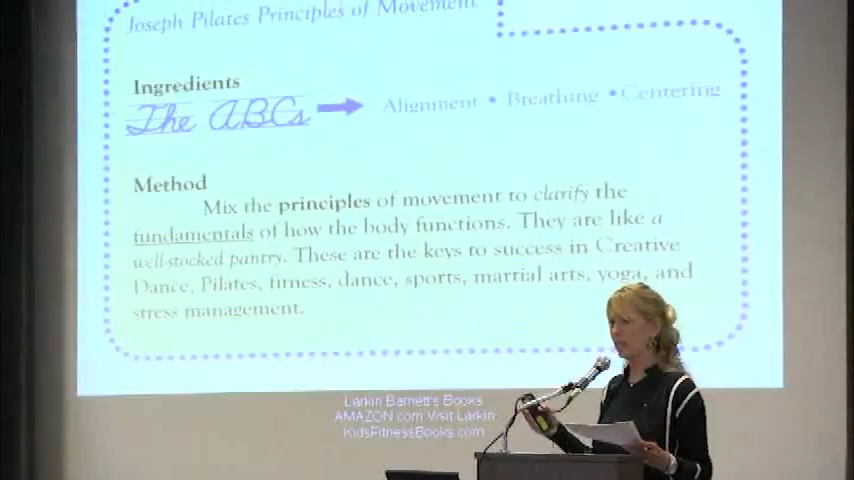 Joseph Pilates Principles of Movement
Ingredients
The ABCs Alignment • Breathing • Centering
Method
Mix the principles of movement to clarify the
fundamentals of how the body functions. They are like a
well-stocked pantry. These are the keys to success in Creative
Dance, Pilates, fitness, dance, sports, martial arts, yoga, and
stress management.
Larkin Barnett's Books
AMAZON.com Visit Larkin
KidsFitnessBooks.com